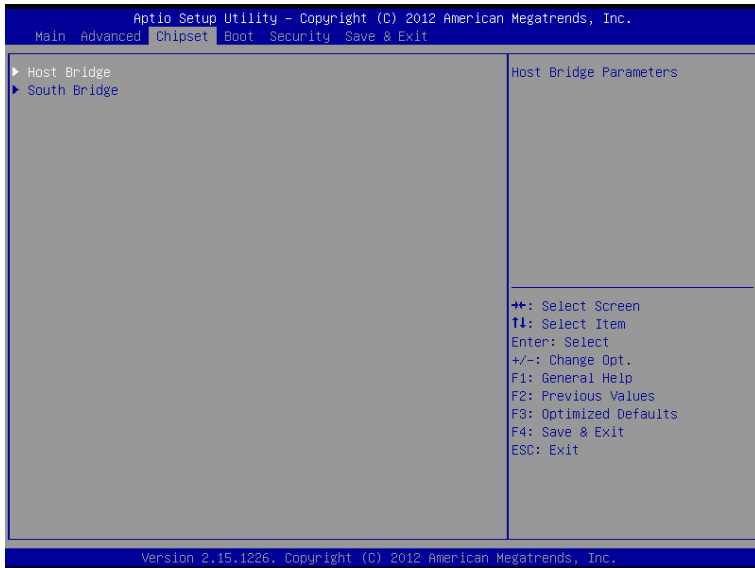 Aptio Setup Utility – Copyright (C) 2012 American Megatrends, Inc.
Main Advanced Chipset Boot Security Save & Exit
▶ Host Bridge
▶ South Bridge
Host Bridge Parameters
→←: Select Screen
↑↓: Select Item
Enter: Select
+/-: Change Opt.
F1: General Help
F2: Previous Values
F3: Optimized Defaults
F4: Save & Exit
ESC: Exit
Version 2.15.1226. Copyright (C) 2012 American Megatrends, Inc.